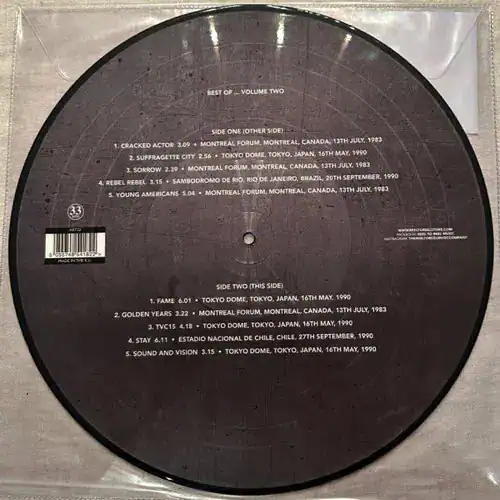 BEST OF ... VOLUME TWO
SIDE ONE (OTHER SIDE)
1. CRACKED ACTOR 3.09 • MONTREAL FORUM, MONTREAL, CANADA, 13TH JULY, 1983
2. SUFFRAGETTE CITY 2.56 • TOKYO DOME, TOKYO, JAPAN, 16TH MAY, 1990
3. SORROW 2.39 • MONTREAL FORUM, MONTREAL, CANADA, 13TH JULY, 1983
4. REBEL REBEL 3.15 • SAMBODROMO DE RIO, RIO DE JANEIRO, BRAZIL, 20TH SEPTEMBER, 1990
5. YOUNG AMERICANS 5.04 • MONTREAL FORUM, MONTREAL, CANADA, 13TH JULY, 1983
33
MADE IN THE E.U.
SIDE TWO (THIS SIDE)
1. FAME 6.01 • TOKYO DOME, TOKYO, JAPAN, 16TH MAY, 1990
2. GOLDEN YEARS 3.22 • MONTREAL FORUM, MONTREAL, CANADA, 13TH JULY, 1983
3. TVC15 4.18 • TOKYO DOME, TOKYO, JAPAN, 16TH MAY, 1990
4. STAY 6.11 • ESTADIO NACIONAL DE CHILE, CHILE, 27TH SEPTEMBER, 1990
5. SOUND AND VISION 3.15 • TOKYO DOME, TOKYO, JAPAN, 16TH MAY, 1990